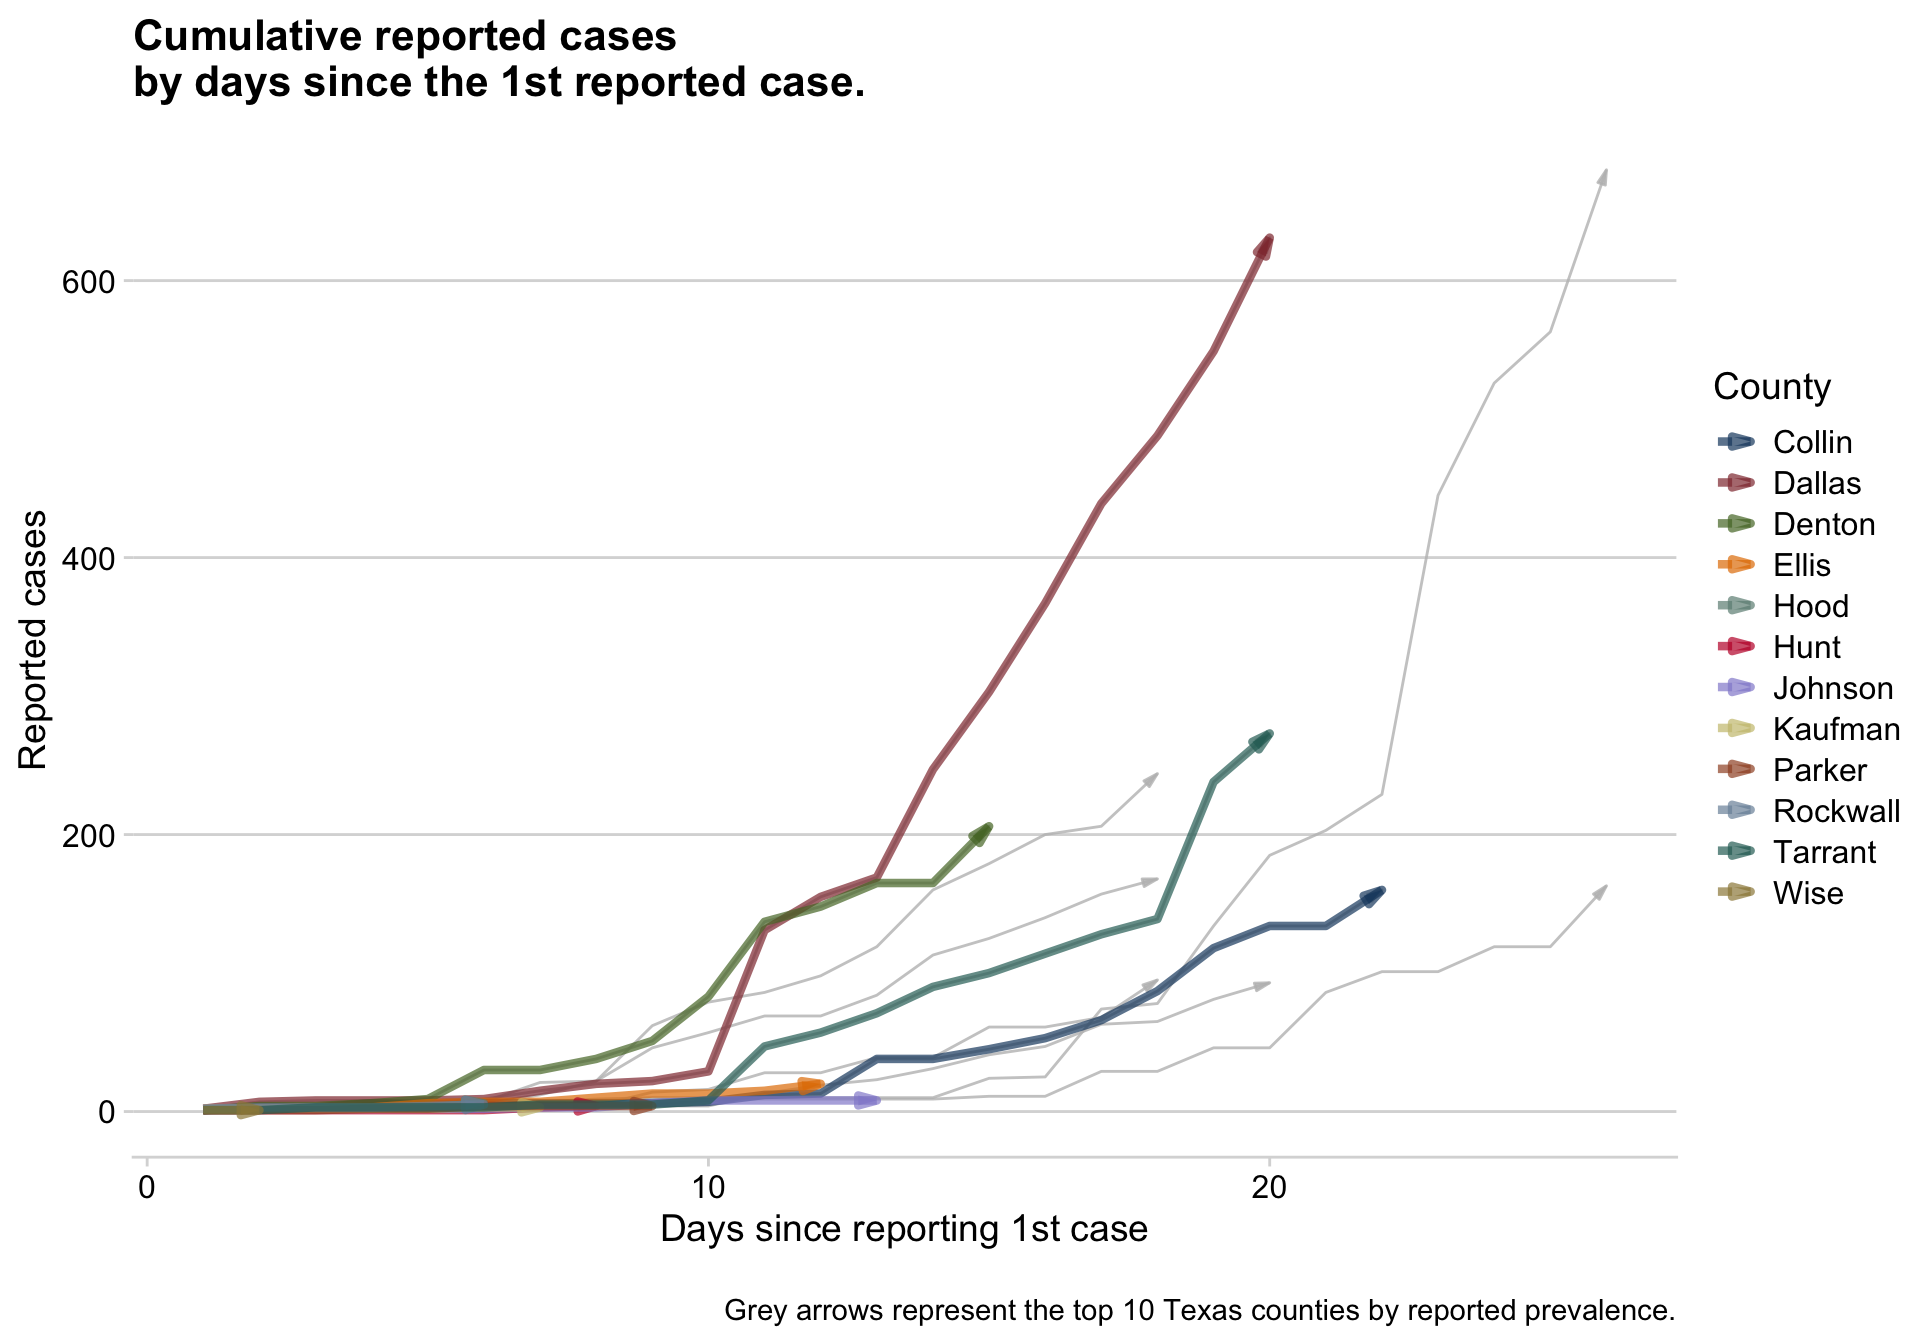 Cumulative reported cases
by days since the 1st reported case.
Reported cases
600
400
200
0
0
10
20
Days since reporting 1st case
County
Collin
Dallas
Denton
Ellis
Hood
Hunt
Johnson
Kaufman
Parker
Rockwall
Tarrant
Wise
Grey arrows represent the top 10 Texas counties by reported prevalence.